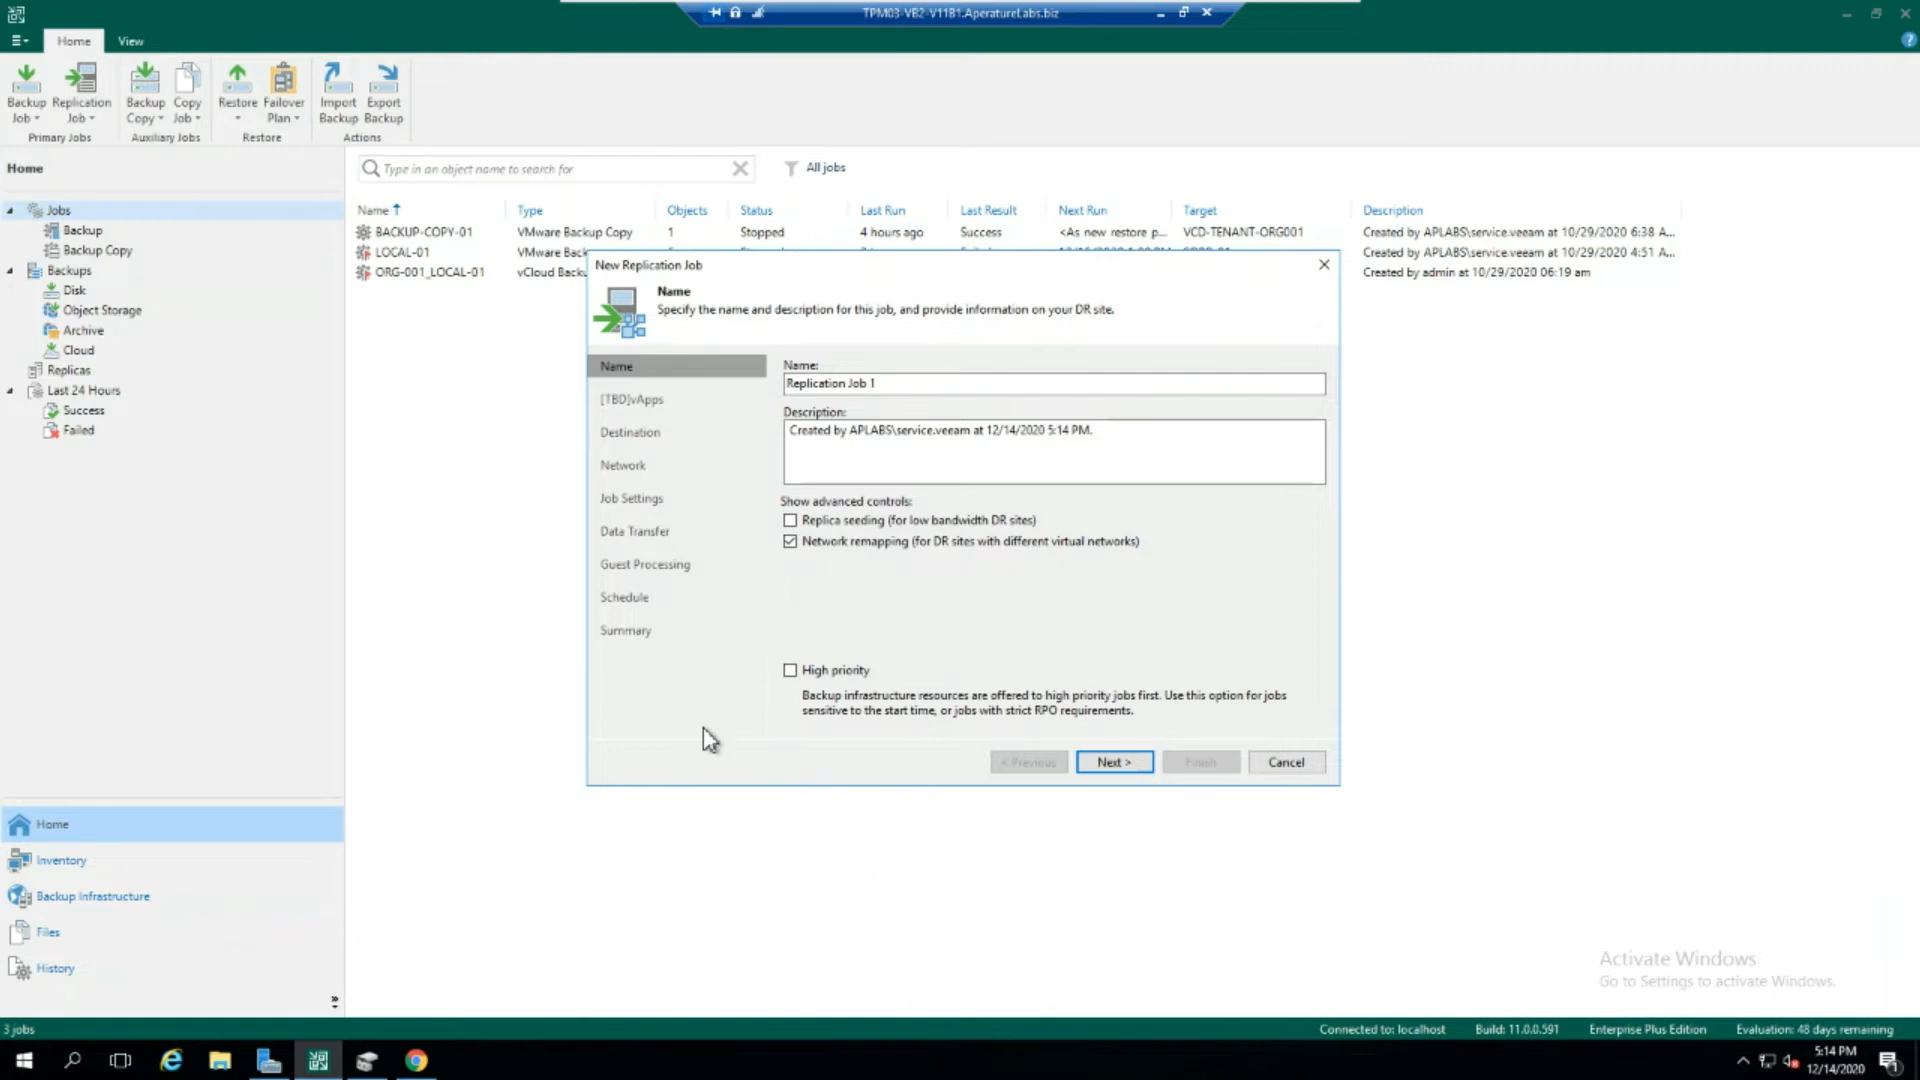 TPM03-VB2-V11B1.AperatureLabs.biz
Home
View
Backup Job
Replication Job
Backup Copy
Copy Job
Restore
Failover Plan
Import Backup
Export Backup
Primary Jobs
Auxiliary Jobs
Restore
Actions
Home
Type in an object name to search for
All jobs
Jobs
Backup
Backup Copy
Backups
Disk
Object Storage
Archive
Cloud
Replicas
Last 24 Hours
Success
Failed
Name Type Objects Status Last Run Last Result Next Run Target Description
BACKUP-COPY-01 VMware Backup Copy 1 Stopped 4 hours ago Success <As new restore p... VCD-TENANT-ORG001 Created by APLABS\service.veeam at 10/29/2020 6:38 A...
LOCAL-01 VMware Back Created by APLABS\service.veeam at 10/29/2020 4:51 A...
ORG-001_LOCAL-01 vCloud Back Created by admin at 10/29/2020 06:19 am
New Replication Job
Name
Specify the name and description for this job, and provide information on your DR site.
Name
[TBD]vApps
Destination
Network
Job Settings
Data Transfer
Guest Processing
Schedule
Summary
Name:
Replication Job 1
Description:
Created by APLABS\service.veeam at 12/14/2020 5:14 PM.
Show advanced controls:
Replica seeding (for low bandwidth DR sites)
Network remapping (for DR sites with different virtual networks)
High priority
Backup infrastructure resources are offered to high priority jobs first. Use this option for jobs
sensitive to the start time, or jobs with strict RPO requirements.
< Previous
Next >
Finish
Cancel
Home
Inventory
Backup Infrastructure
Files
History
Activate Windows
Go to Settings to activate Windows.
3 jobs
Connected to: localhost
Build: 11.0.0.591
Enterprise Plus Edition
Evaluation: 48 days remaining
5:14 PM
12/14/2020
1